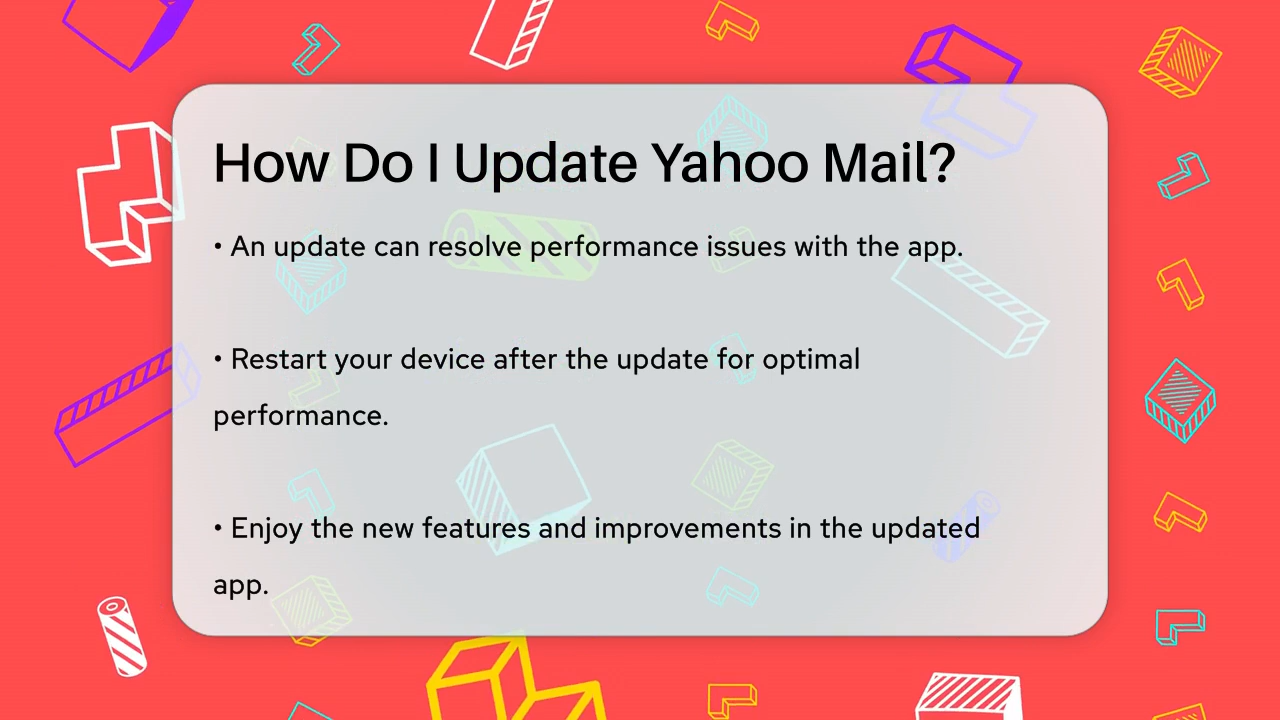 How Do I Update Yahoo Mail?
• An update can resolve performance issues with the app.
• Restart your device after the update for optimal
performance.
• Enjoy the new features and improvements in the updated
app.